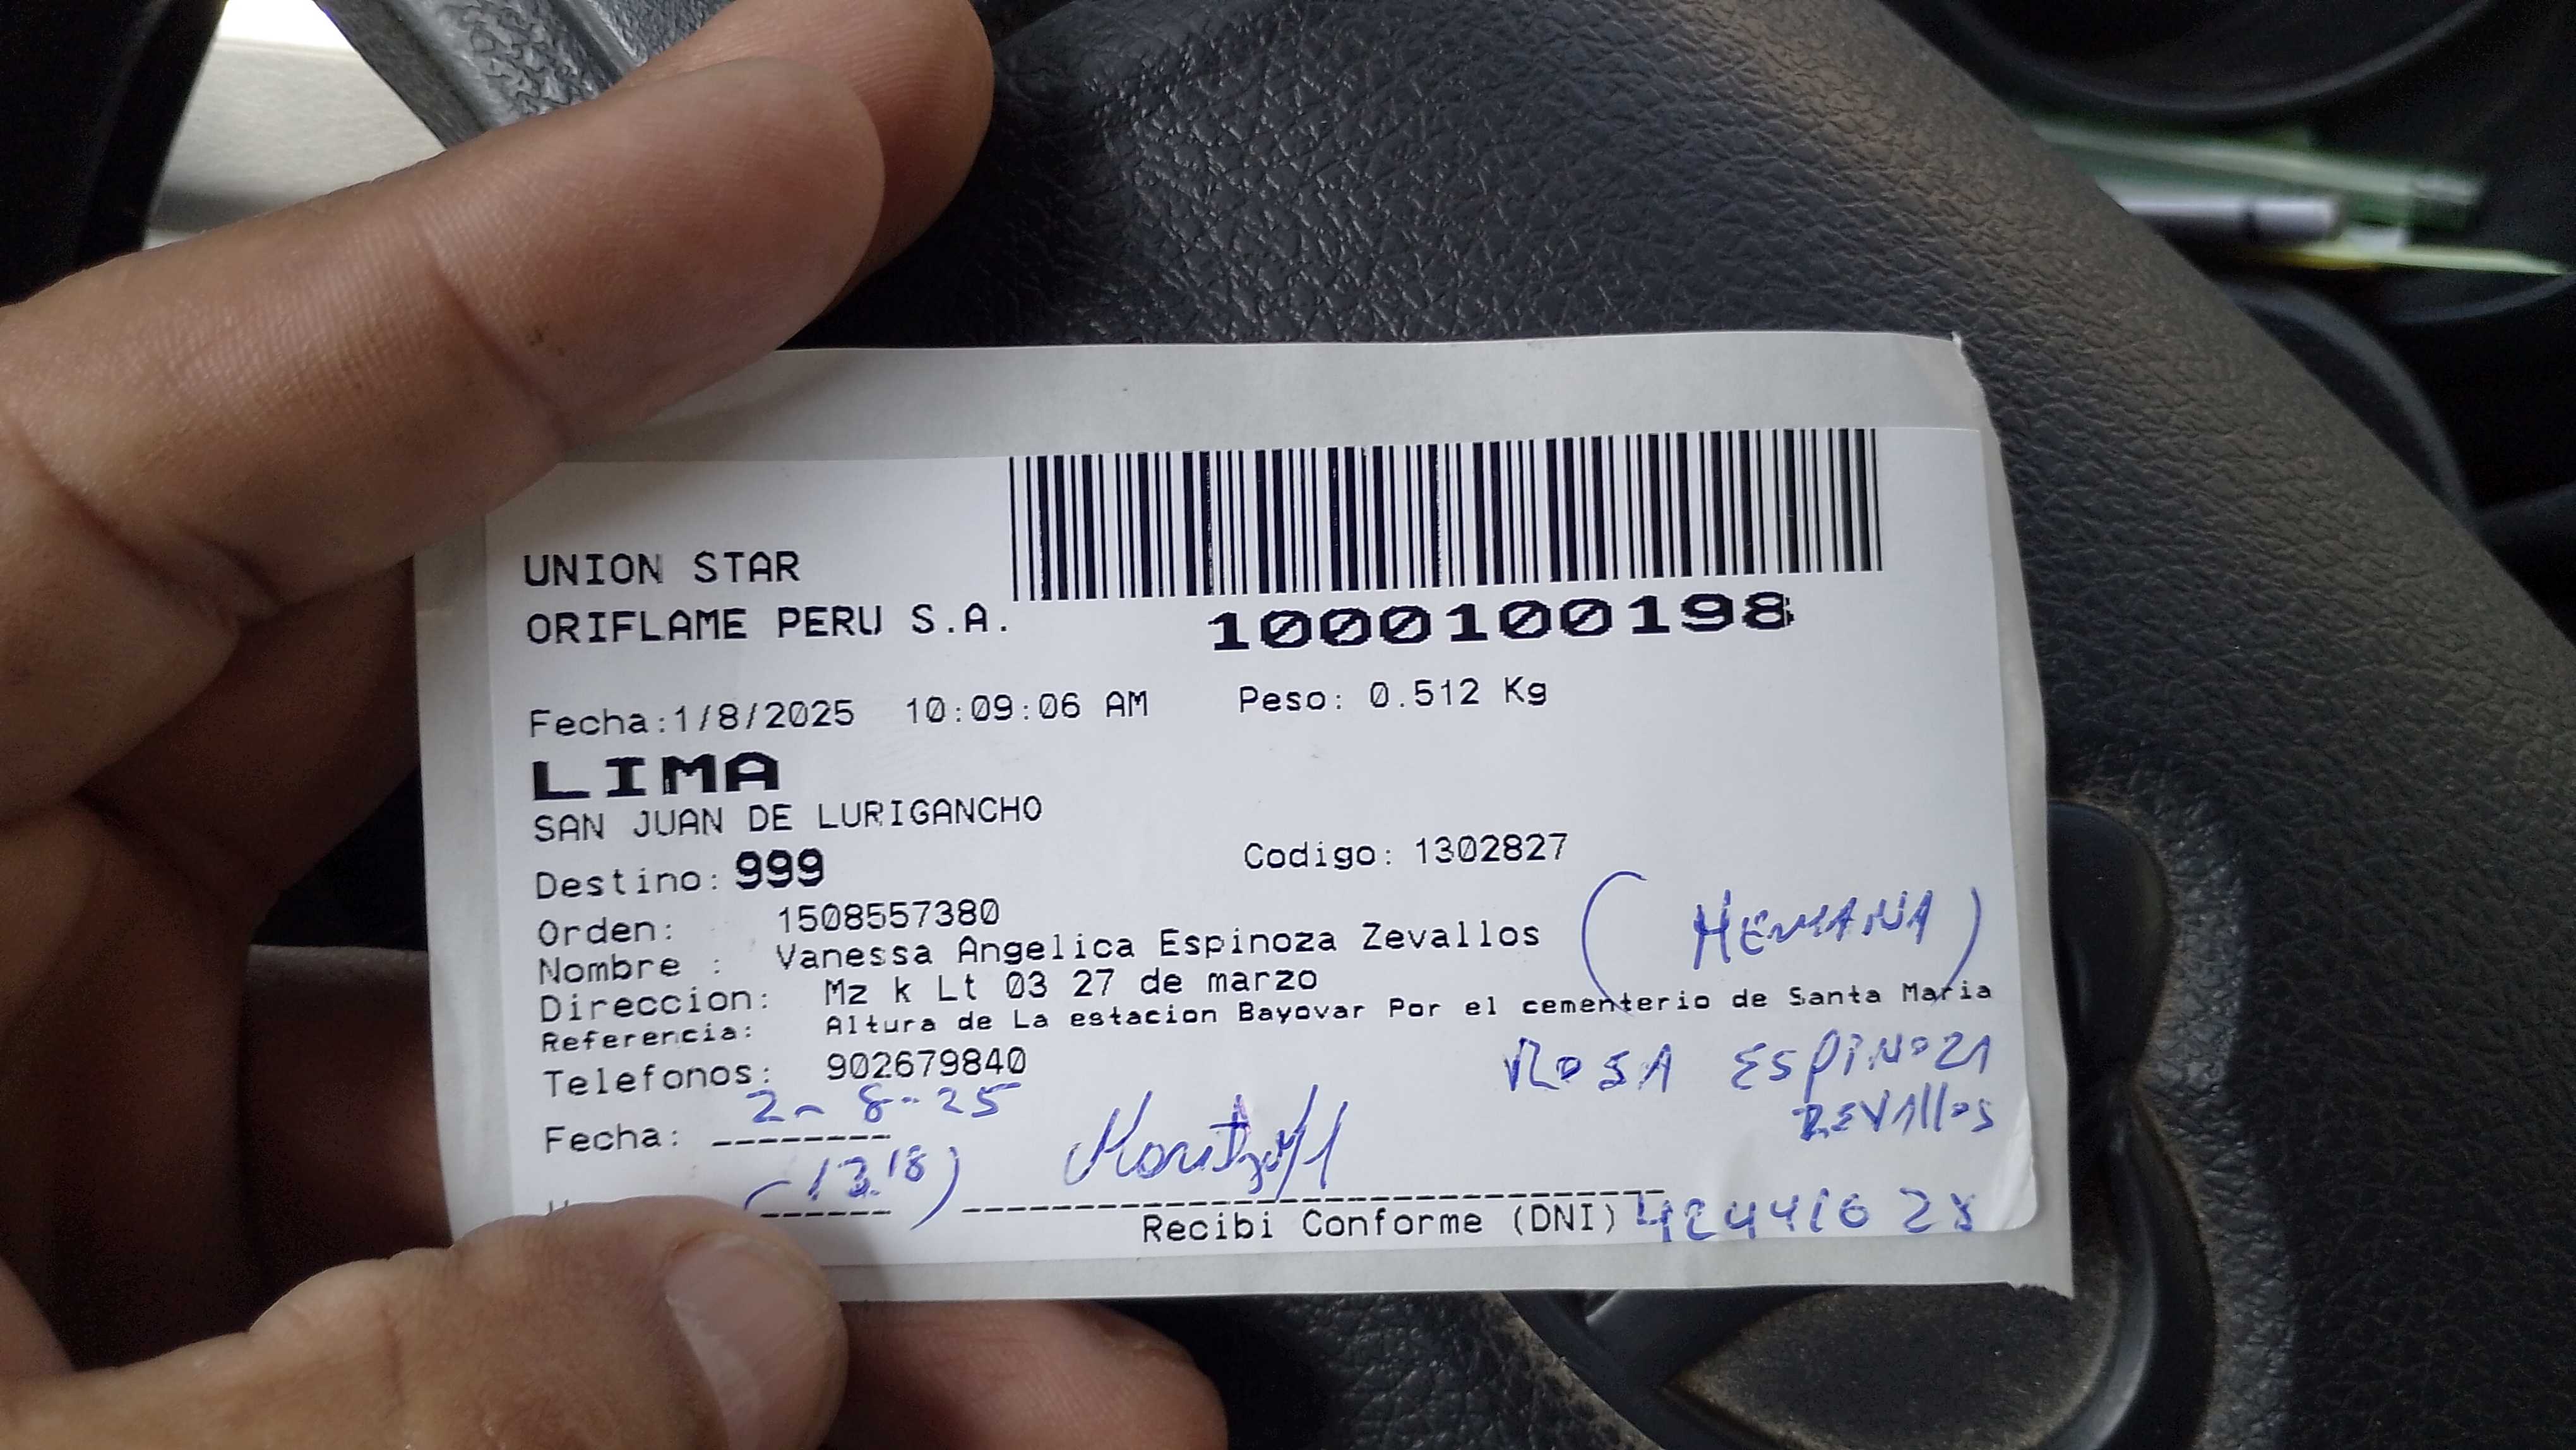 UNION STAR
ORIFLAME PERU S.A.
1000100198
Fecha:1/8/2025 10:09:06 AM Peso: 0.512 Kg
LIMA
SAN JUAN DE LURIGANCHO
Destino: 999 Codigo: 1302827
Orden: 1508557380
Nombre : Vanessa Angelica Espinoza Zevallos (HEMANA)
Direccion: Mz k Lt 03 27 de marzo
Referencia: Altura de La estacion Bayovar Por el cementerio de Santa Maria
Telefonos: 902679840 ROSA ESPINOZA
ZEVAllOS
Fecha: 2-8-25
(13.18)
Recibi Conforme (DNI)